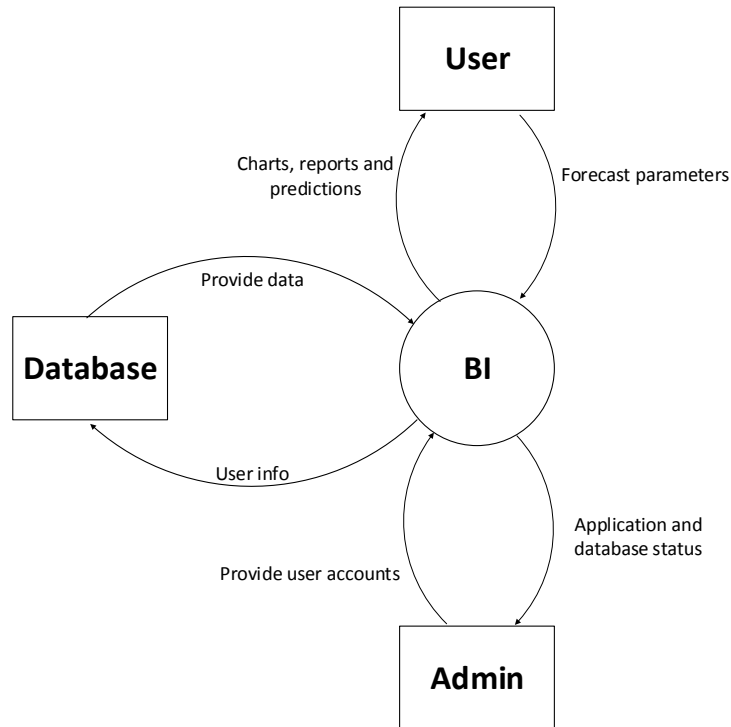 User
Charts, reports and
predictions
Forecast parameters
Provide data
Database
BI
User info
Application and
database status
Provide user accounts
Admin